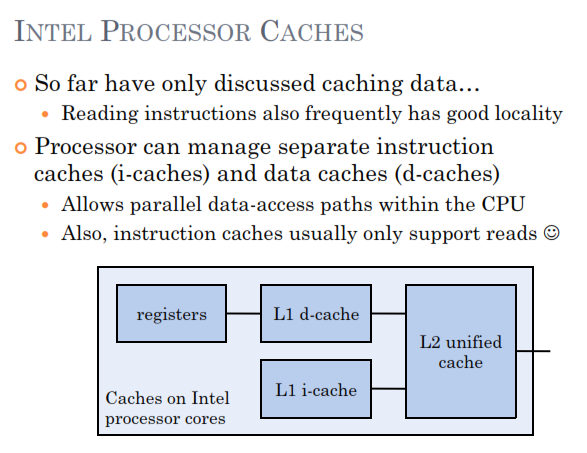 INTEL PROCESSOR CACHES
So far have only discussed caching data…
Reading instructions also frequently has good locality
Processor can manage separate instruction
caches (i-caches) and data caches (d-caches)
Allows parallel data-access paths within the CPU
Also, instruction caches usually only support reads ☺
registers
L1 d-cache
L2 unified
cache
L1 i-cache
Caches on Intel
processor cores